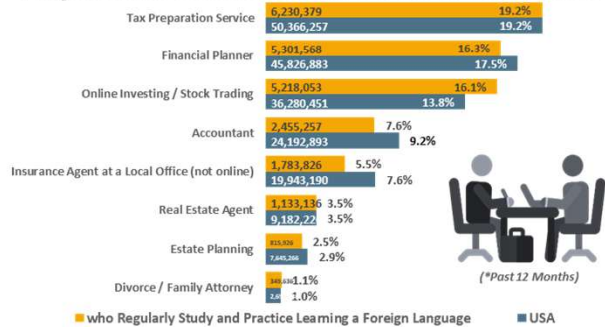 Tax Preparation Service
6,230,379 19.2%
50,366,257 19.2%
Financial Planner
5,301,568 16.3%
45,826,883 17.5%
Online Investing / Stock Trading
5,218,053 16.1%
36,280,451 13.8%
Accountant
2,455,257 7.6%
24,192,893 9.2%
Insurance Agent at a Local Office (not online)
1,783,826 5.5%
19,943,190 7.6%
Real Estate Agent
1,133,136 3.5%
3.5%
Estate Planning
2.5%
7,645,266 2.9%
Divorce / Family Attorney
1.1%
1.0%
(*Past 12 Months)
who Regularly Study and Practice Learning a Foreign Language USA